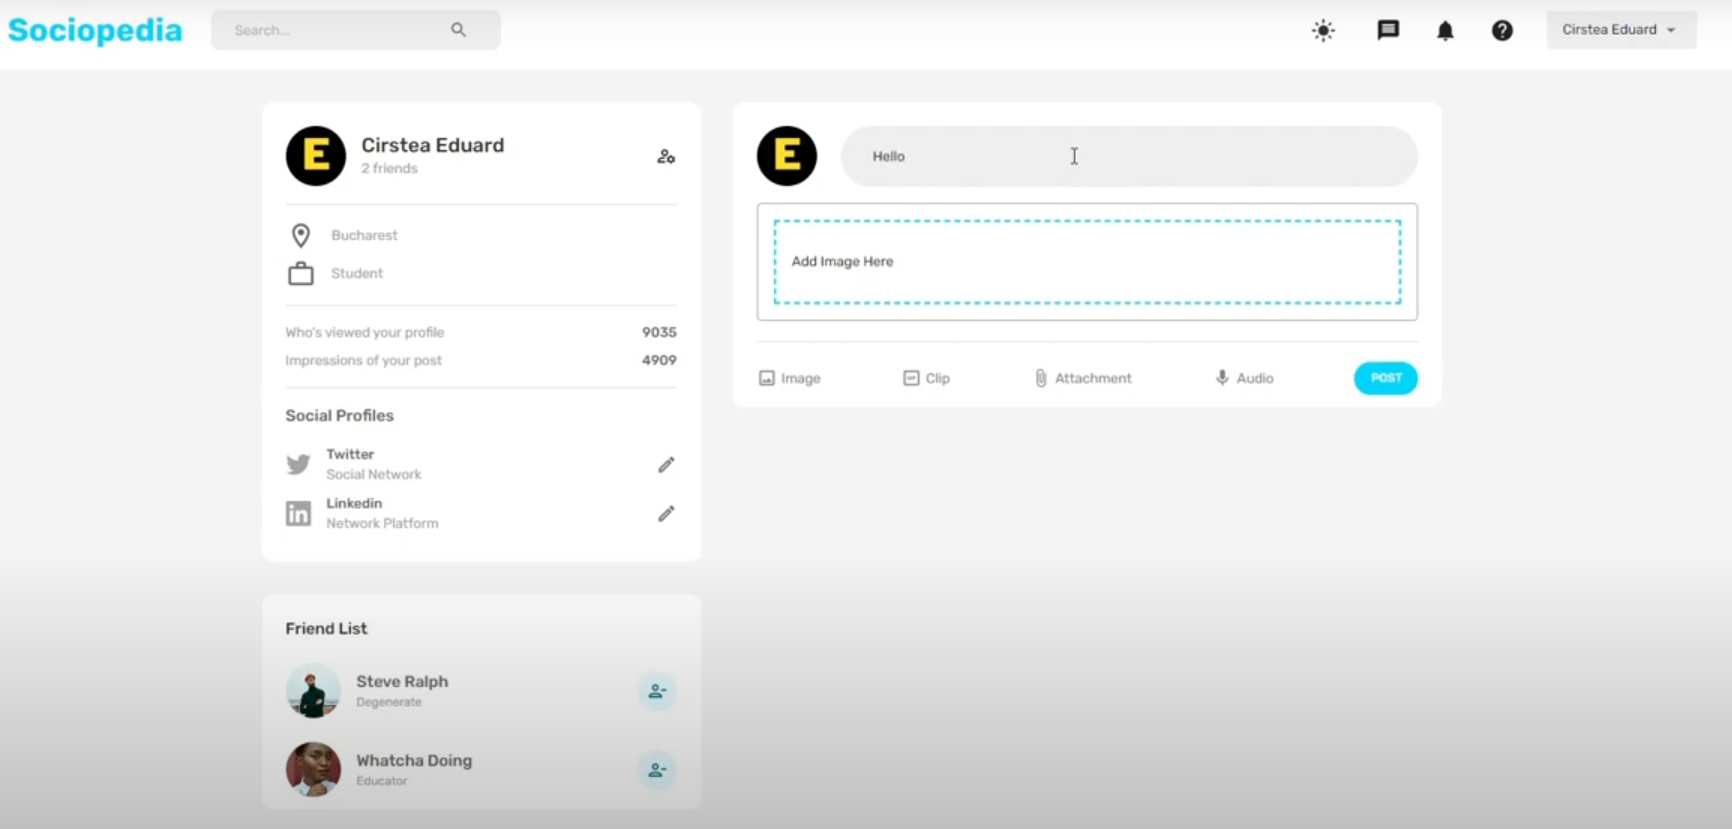 Sociopedia
Search...
Cirstea Eduard
E
Cirstea Eduard
2 friends
Bucharest
Student
Who's viewed your profile 9035
Impressions of your post 4909
Social Profiles
Twitter
Social Network
in
Linkedin
Network Platform
Friend List
Steve Ralph
Degenerate
Whatcha Doing
Educator
E
Hello
Add Image Here
Image Clip Attachment Audio POST